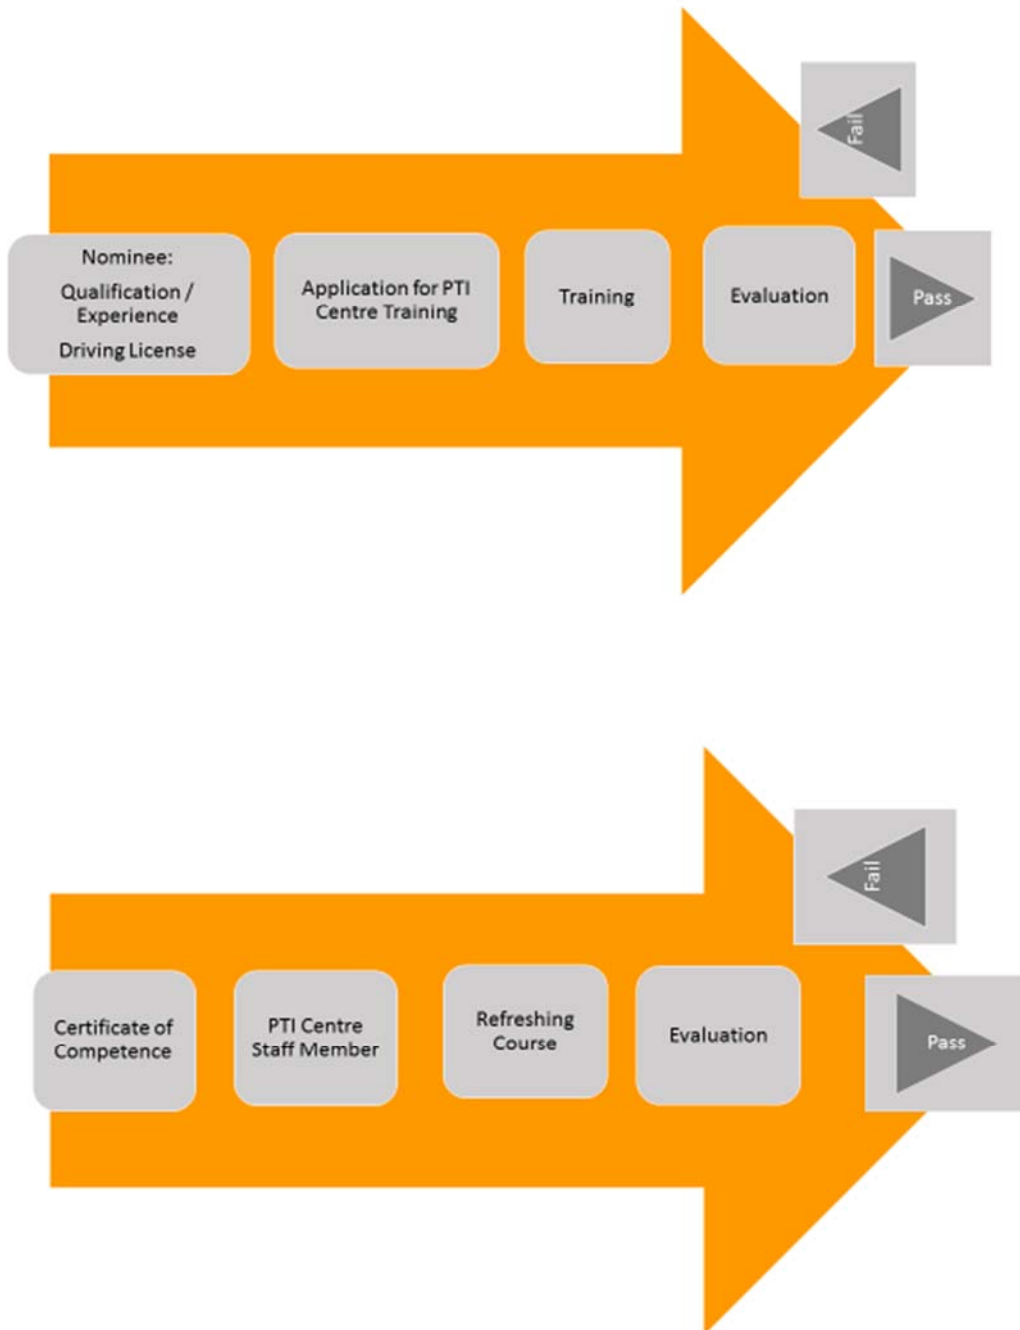 Nominee:
Qualification /
Experience
Driving License
Application for PTI
Centre Training
Training
Evaluation
Fail
Pass
Certificate of
Competence
PTI Centre
Staff Member
Refreshing
Course
Evaluation
Fail
Pass